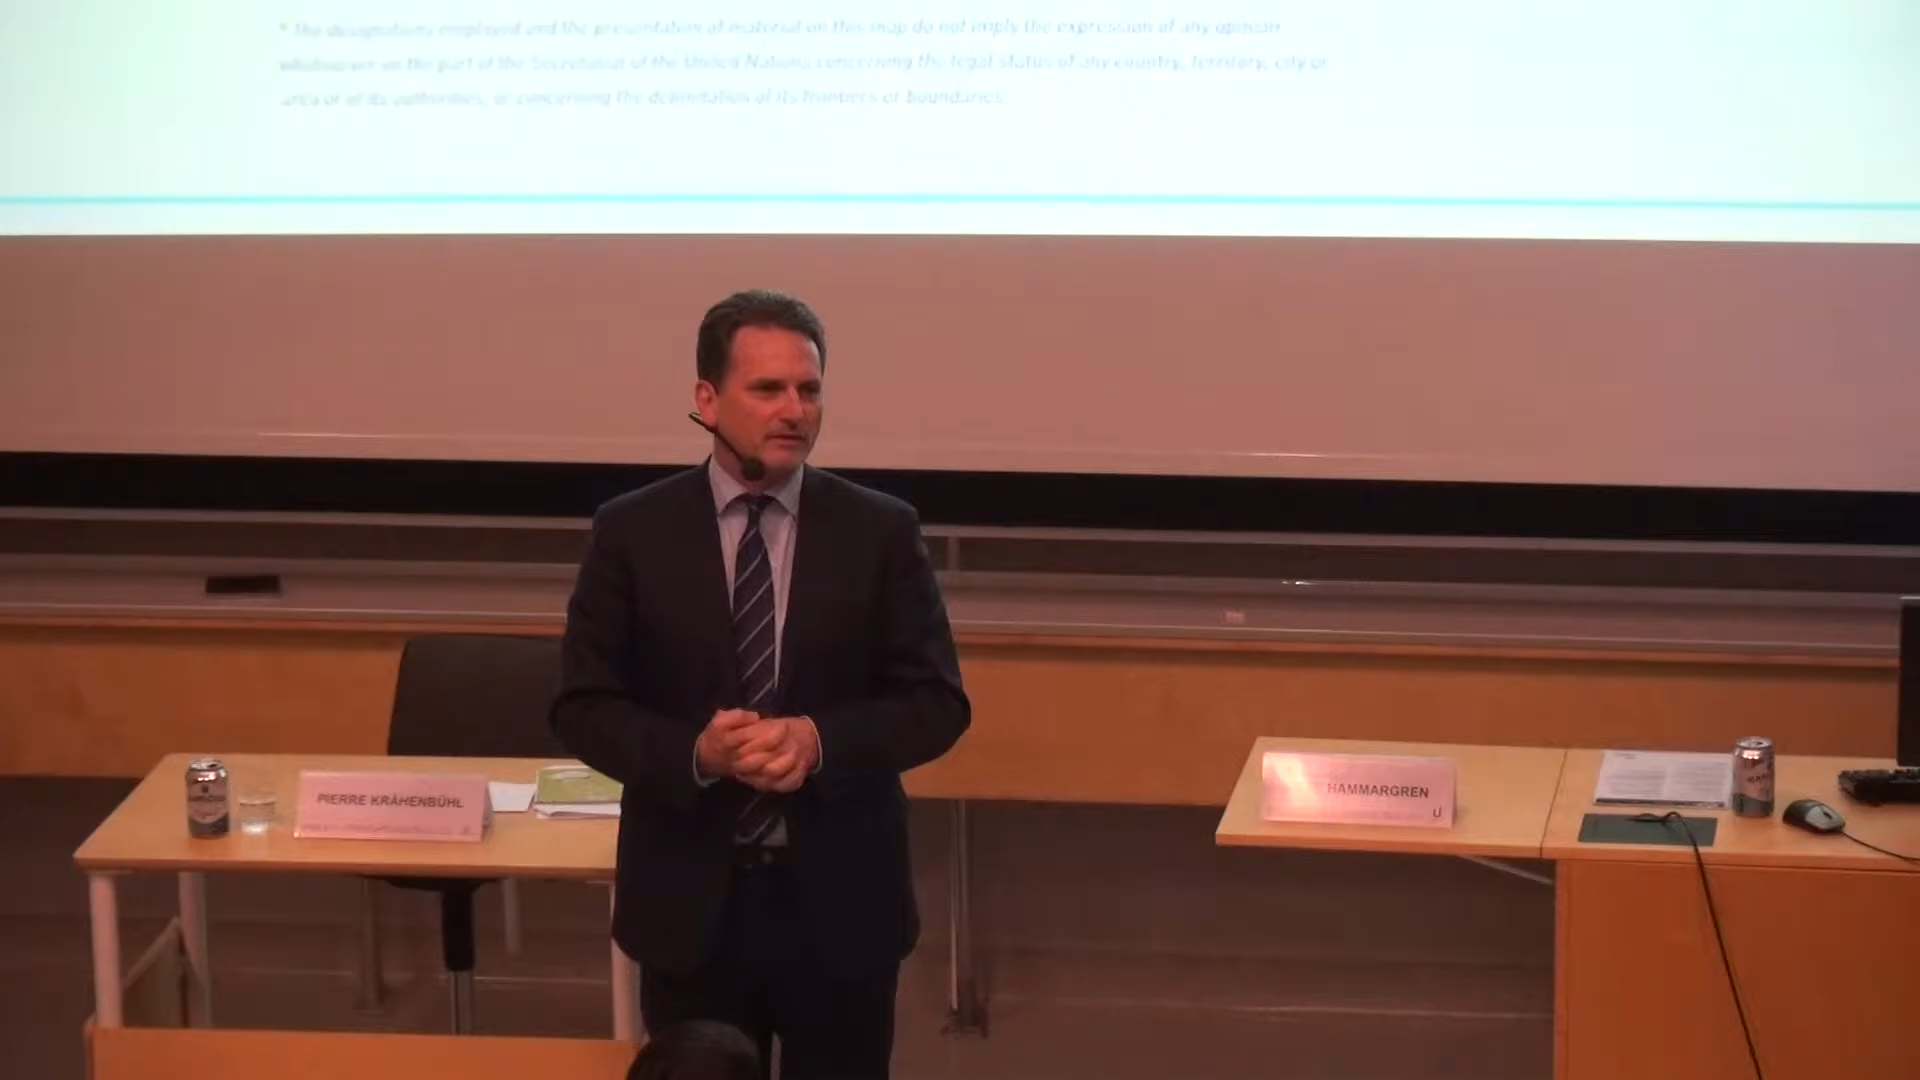 * The designations employed and the presentation of material on this map do not imply the expression of any opinion
whatsoever on the part of the Secretariat of the United Nations concerning the legal status of any country, territory, city or
area or of its authorities, or concerning the delimitation of its frontiers or boundaries.
PIERRE KRÄHENBÜHL
HAMMARGREN